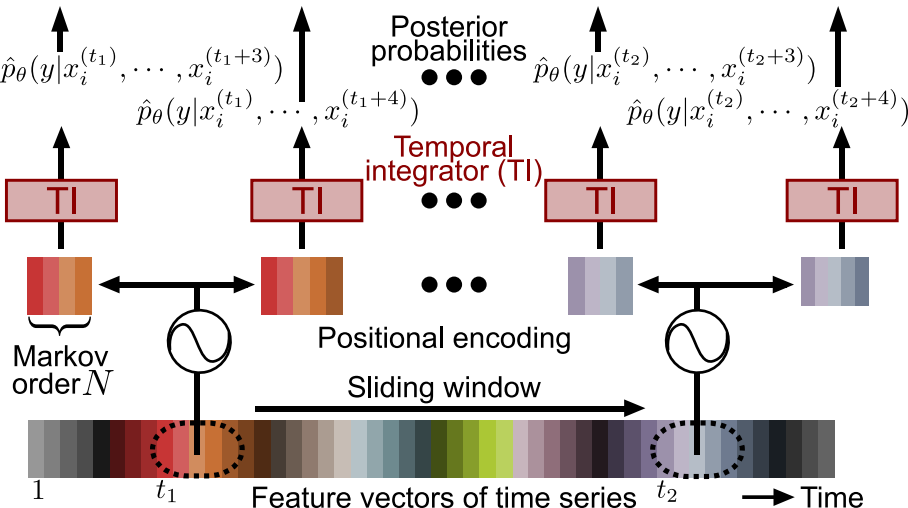 Posterior
probabilities
p̂_θ(y|x_i^{(t_1)}, ⋯, x_i^{(t_1+3)})
p̂_θ(y|x_i^{(t_2)}, ⋯, x_i^{(t_2+3)})
p̂_θ(y|x_i^{(t_1)}, ⋯, x_i^{(t_1+4)})
p̂_θ(y|x_i^{(t_2)}, ⋯, x_i^{(t_2+4)})
Temporal
integrator (TI)
TI TI TI TI
Positional encoding
Markov
order N
Sliding window
1 t_1 Feature vectors of time series t_2 Time